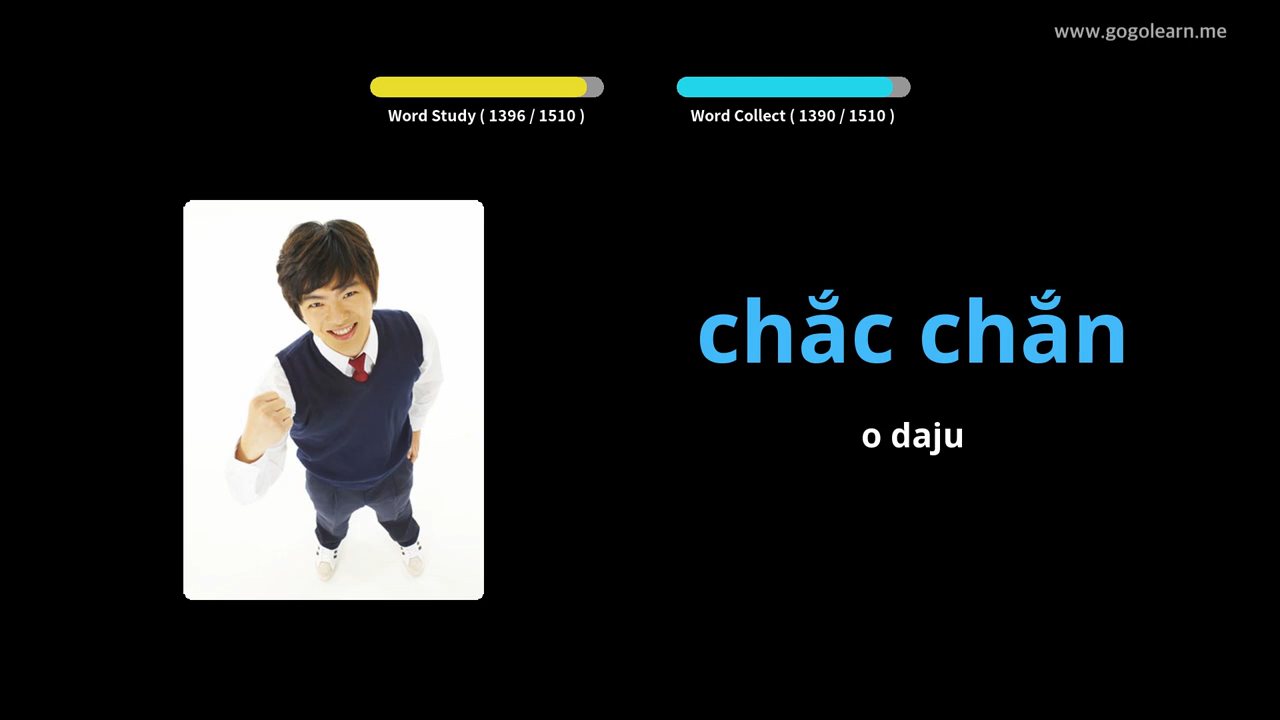 www.gogolearn.me
Word Study ( 1396 / 1510 )
Word Collect ( 1390 / 1510 )
chắc chắn
o daju